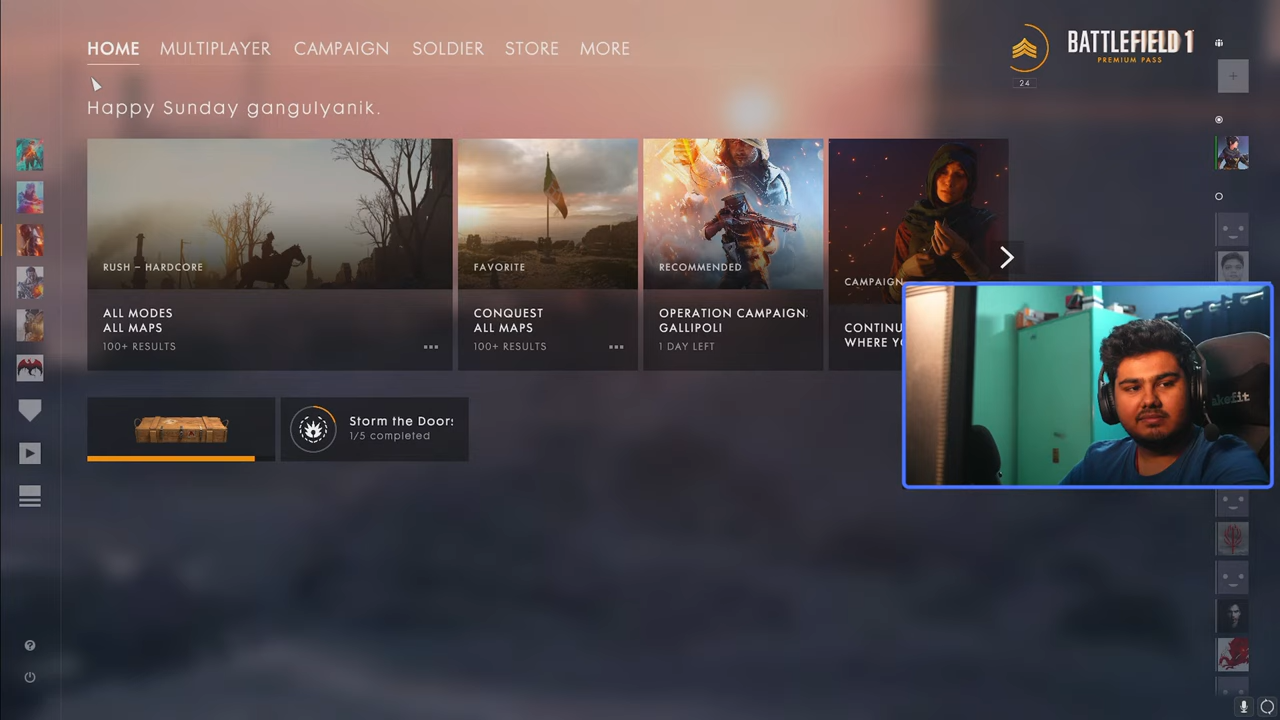 HOME MULTIPLAYER CAMPAIGN SOLDIER STORE MORE
BATTLEFIELD 1
PREMIUM PASS
24
Happy Sunday gangulyanik.
RUSH – HARDCORE
ALL MODES
ALL MAPS
100+ RESULTS
FAVORITE
CONQUEST
ALL MAPS
100+ RESULTS
RECOMMENDED
OPERATION CAMPAIGN
GALLIPOLI
1 DAY LEFT
CAMPAIGN
CONTINU
WHERE Y
Storm the Doors
1/5 completed
akefit